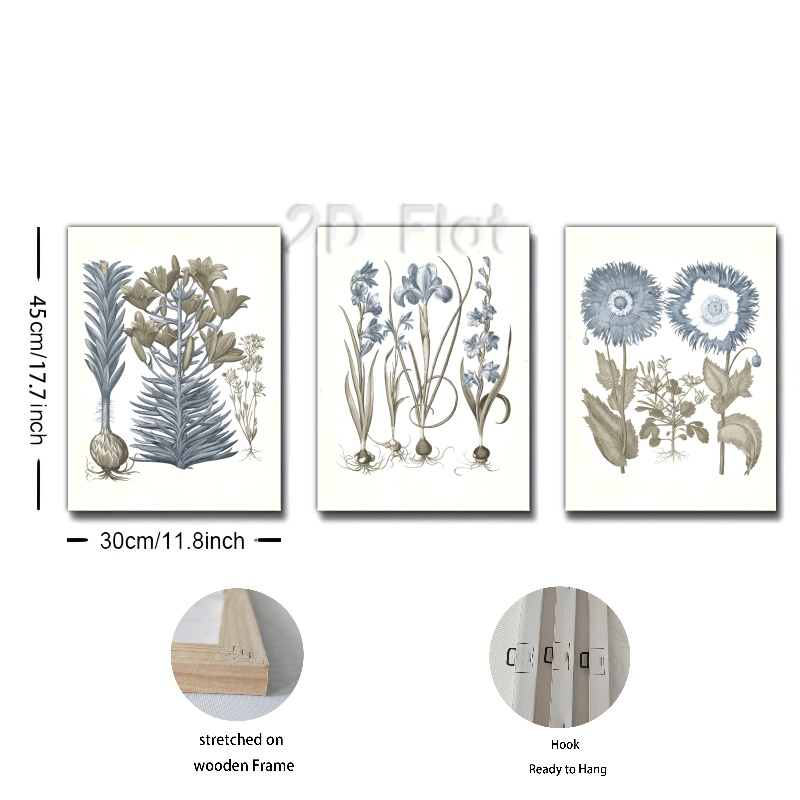 2D Flat
45cm/17.7inch
30cm/11.8inch
stretched on
wooden Frame
Hook
Ready to Hang